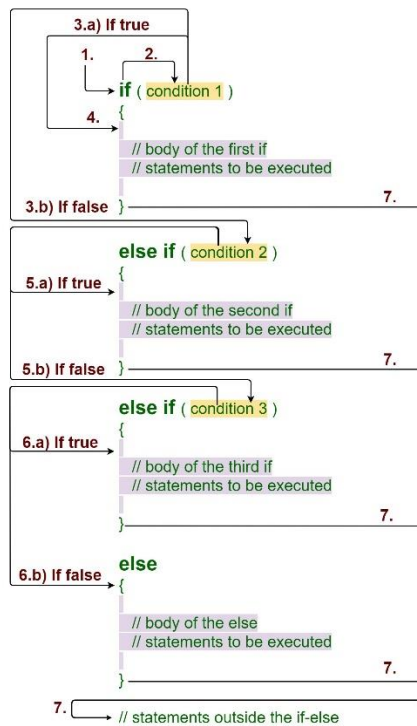 3.a) If true
1. 2.
if ( condition 1 )
4. {
// body of the first if
// statements to be executed
3.b) If false } 7.
else if ( condition 2 )
{
5.a) If true
// body of the second if
// statements to be executed
5.b) If false } 7.
else if ( condition 3 )
{
6.a) If true
// body of the third if
// statements to be executed
} 7.
else
6.b) If false {
// body of the else
// statements to be executed
} 7.
7. // statements outside the if-else